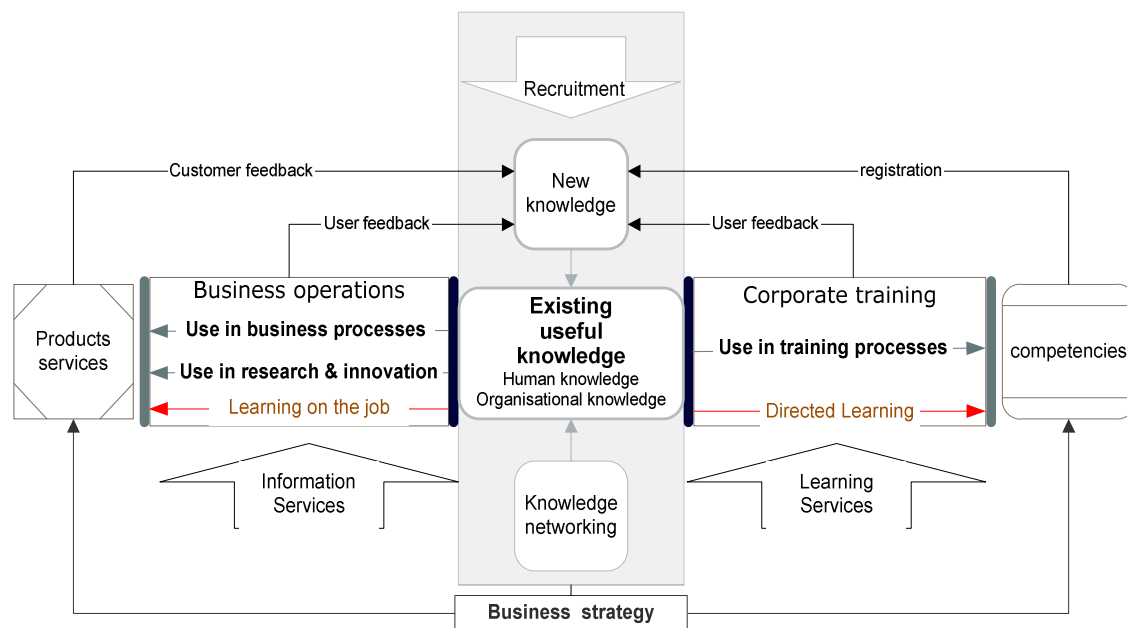 Recruitment
Customer feedback
registration
New
knowledge
User feedback
User feedback
Business operations
Use in business processes
Use in research & innovation
Learning on the job
Existing
useful
knowledge
Human knowledge
Organisational knowledge
Corporate training
Use in training processes
Directed Learning
Products
services
competencies
Information
Services
Knowledge
networking
Learning
Services
Business strategy